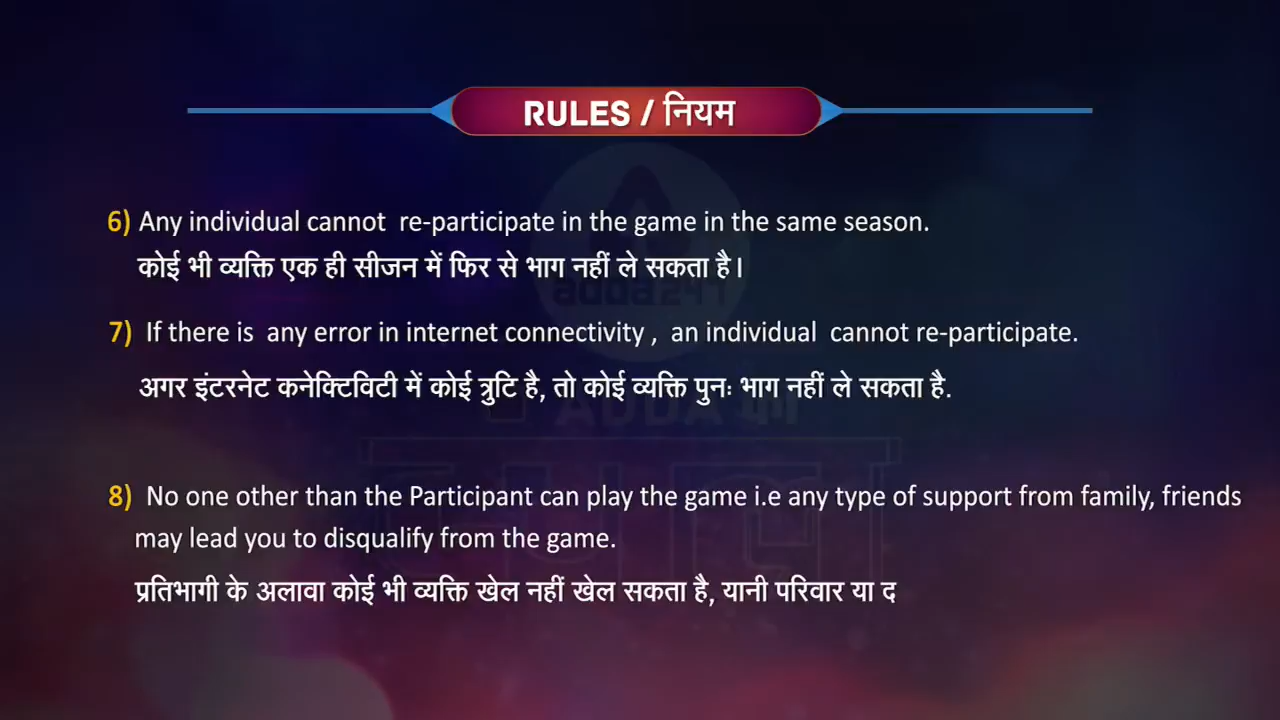 RULES / नियम
6) Any individual cannot re-participate in the game in the same season.
कोई भी व्यक्ति एक ही सीजन में फिर से भाग नहीं ले सकता है।
adda247
7) If there is any error in internet connectivity , an individual cannot re-participate.
अगर इंटरनेट कनेक्टिविटी में कोई त्रुटि है, तो कोई व्यक्ति पुनः भाग नहीं ले सकता है.
ADDA का
8) No one other than the Participant can play the game i.e any type of support from family, friends
may lead you to disqualify from the game.
प्रतिभागी के अलावा कोई भी व्यक्ति खेल नहीं खेल सकता है, यानी परिवार या द